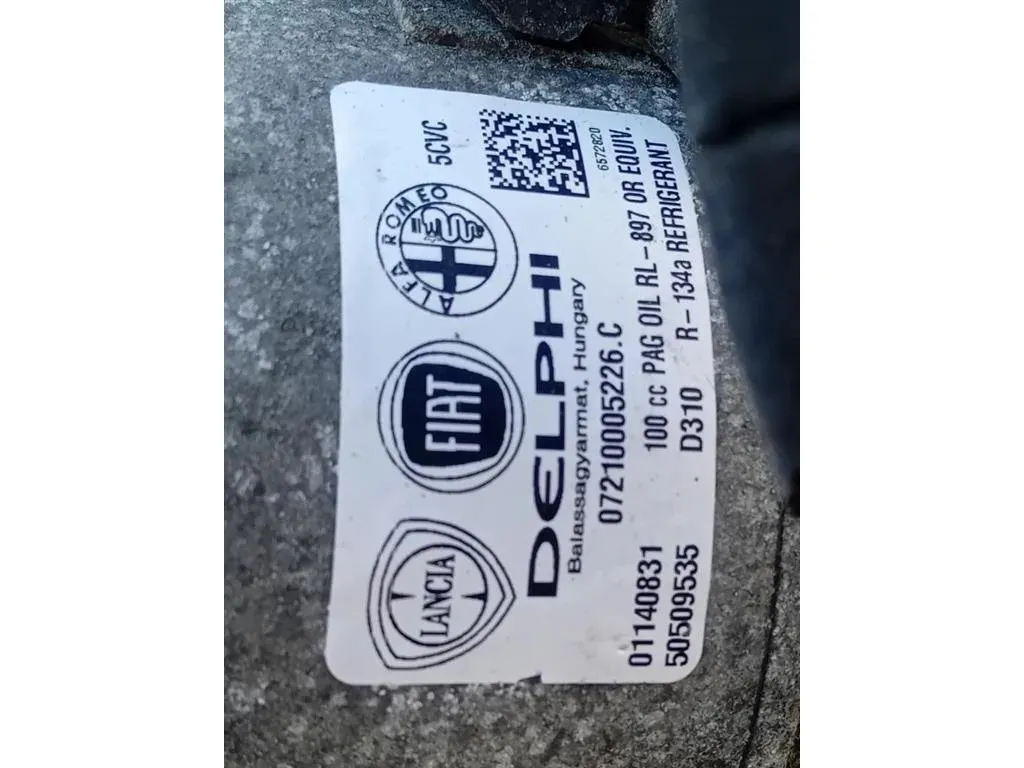 LANCIA
FIAT
ALFA ROMEO
5CVC
DELPHI
Balassagyarmat, Hungary
07210005226.C
6572B20
01140831
100 cc PAG OIL RL-897 OR EQUIV.
50509535
D310
R-134a REFRIGERANT